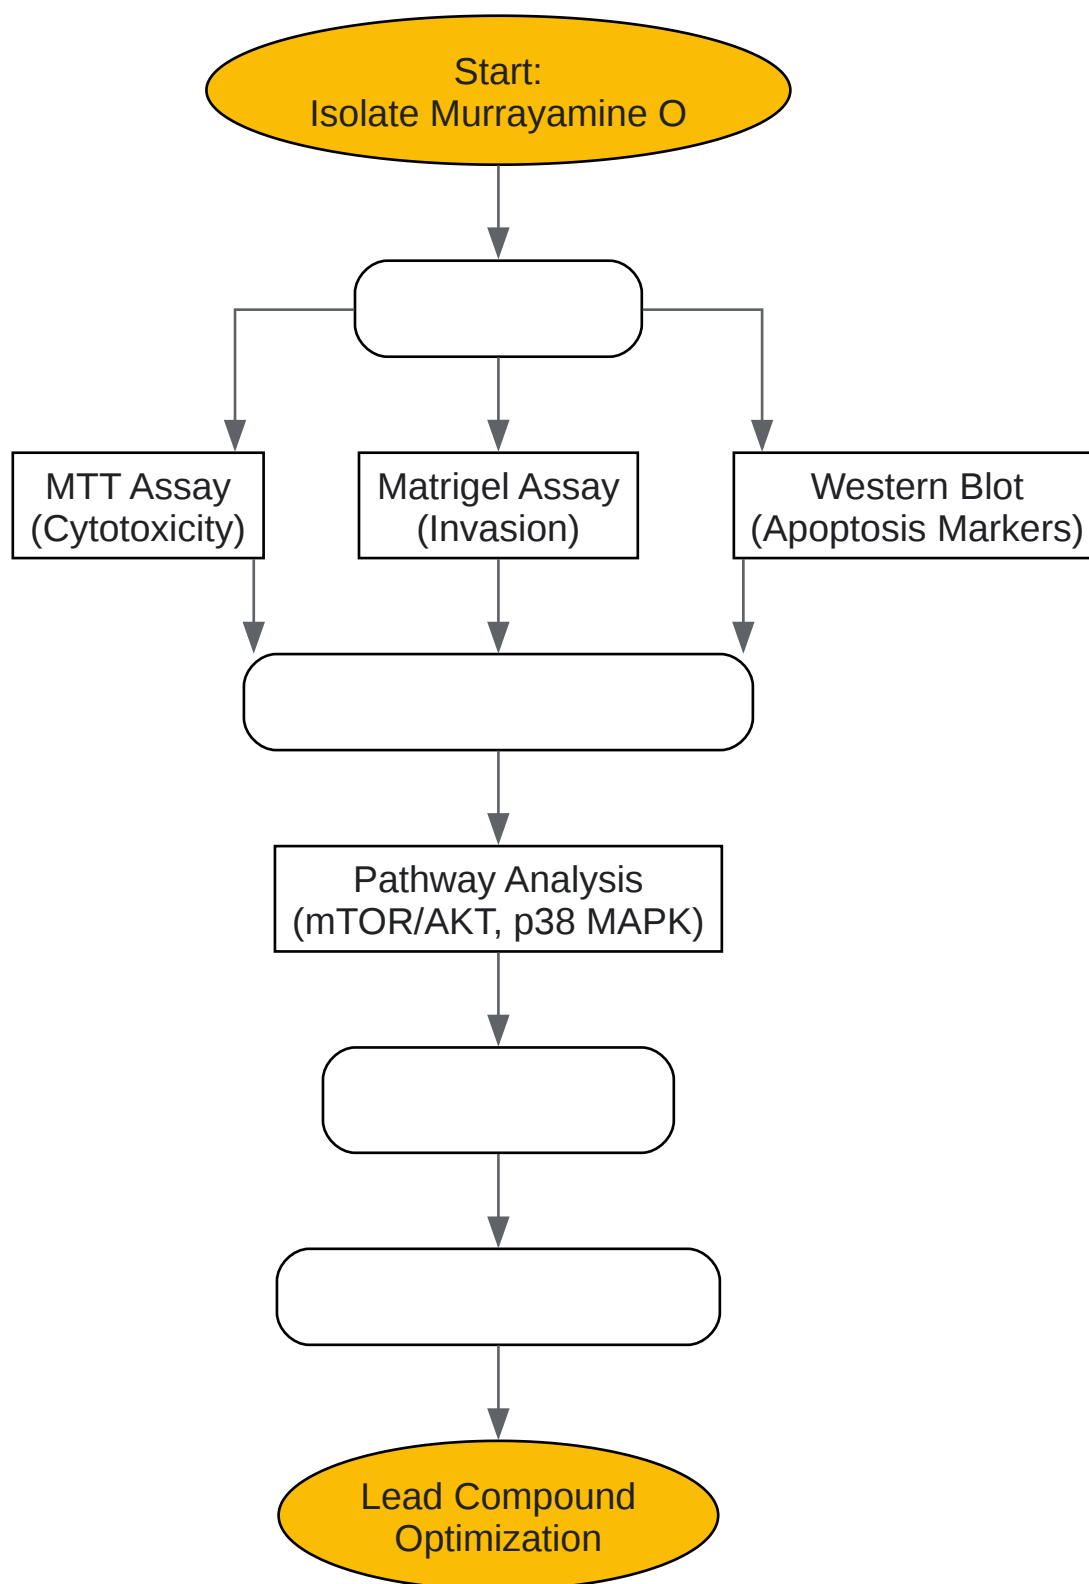 Start:
Isolate Murrayamine O
MTT Assay
(Cytotoxicity)
Matrigel Assay
(Invasion)
Western Blot
(Apoptosis Markers)
Pathway Analysis
(mTOR/AKT, p38 MAPK)
Lead Compound
Optimization